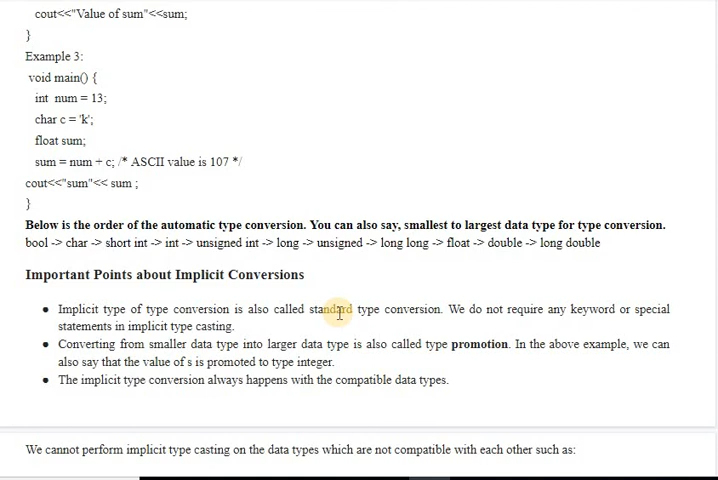 cout<<"Value of sum"<<sum;
}
Example 3:
void main() {
int num = 13;
char c = 'k';
float sum;
sum = num + c; /* ASCII value is 107 */
cout<<"sum"<< sum ;
}
Below is the order of the automatic type conversion. You can also say, smallest to largest data type for type conversion.
bool -> char -> short int -> int -> unsigned int -> long -> unsigned -> long long -> float -> double -> long double
Important Points about Implicit Conversions
• Implicit type of type conversion is also called standard type conversion. We do not require any keyword or special
statements in implicit type casting.
• Converting from smaller data type into larger data type is also called type promotion. In the above example, we can
also say that the value of s is promoted to type integer.
• The implicit type conversion always happens with the compatible data types.
We cannot perform implicit type casting on the data types which are not compatible with each other such as: